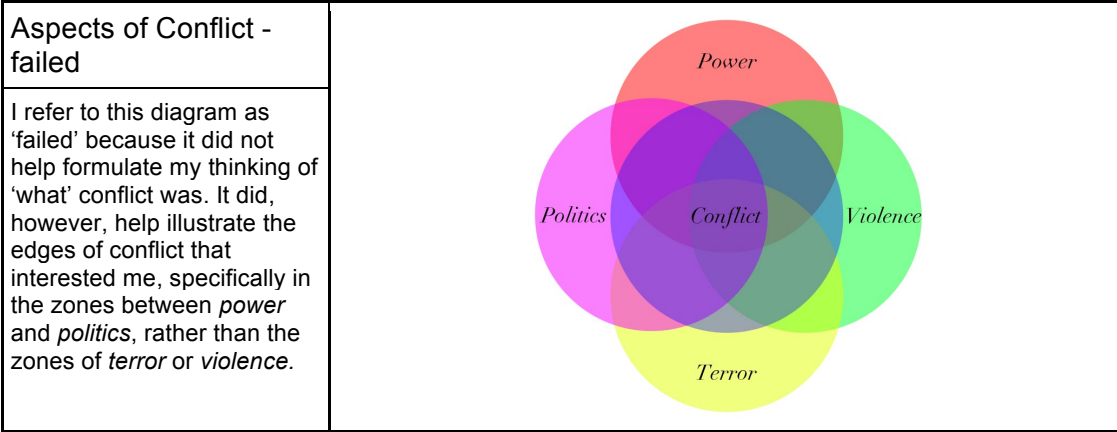 Aspects of Conflict -
failed
I refer to this diagram as
‘failed’ because it did not
help formulate my thinking of
‘what’ conflict was. It did,
however, help illustrate the
edges of conflict that
interested me, specifically in
the zones between power
and politics, rather than the
zones of terror or violence.
Power
Politics
Conflict
Violence
Terror